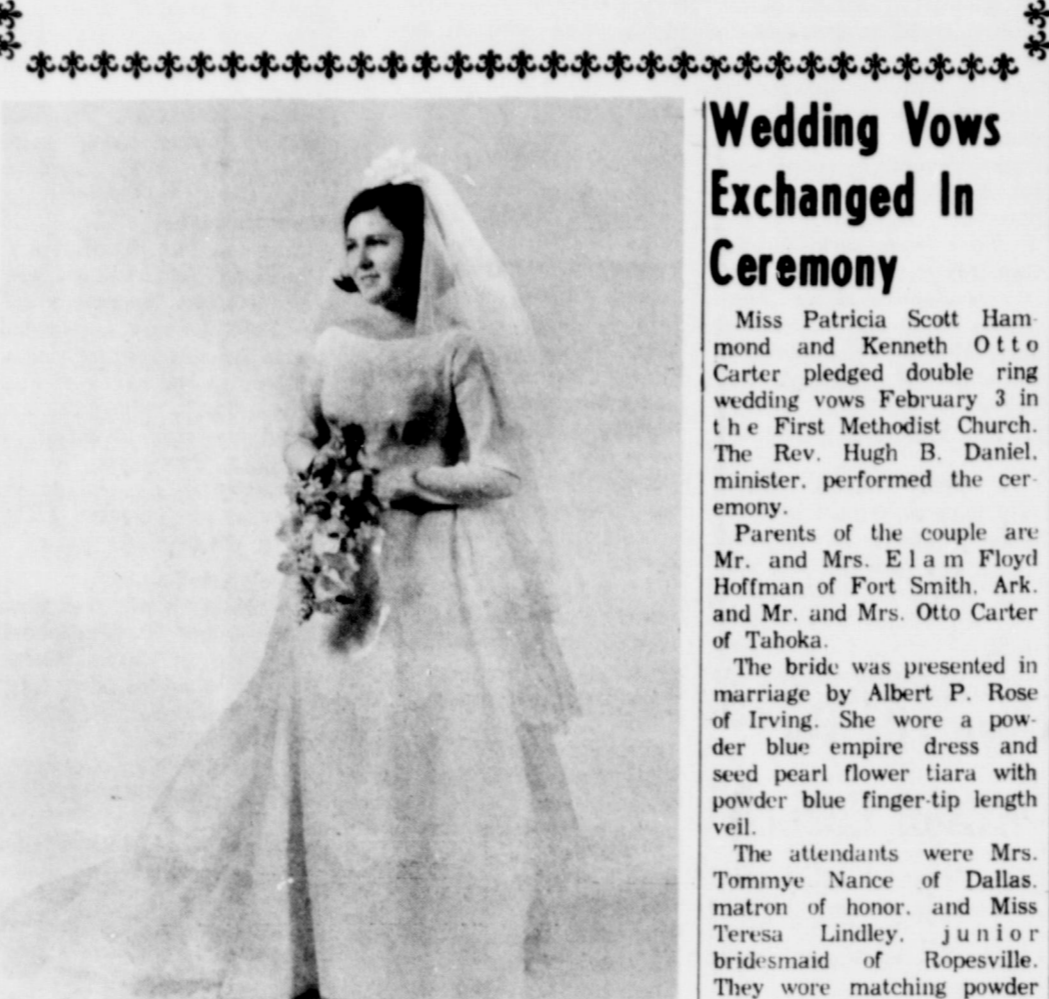 Wedding Vows
Exchanged In
Ceremony
Miss Patricia Scott Ham-
mond and Kenneth Otto
Carter pledged double ring
wedding vows February 3 in
the First Methodist Church.
The Rev. Hugh B. Daniel,
minister, performed the cer-
emony.
Parents of the couple are
Mr. and Mrs. Elam Floyd
Hoffman of Fort Smith, Ark.
and Mr. and Mrs. Otto Carter
of Tahoka.
The bride was presented in
marriage by Albert P. Rose
of Irving. She wore a pow-
der blue empire dress and
seed pearl flower tiara with
powder blue finger-tip length
veil.
The attendants were Mrs.
Tommye Nance of Dallas,
matron of honor, and Miss
Teresa Lindley, junior
bridesmaid of Ropesville.
They wore matching powder